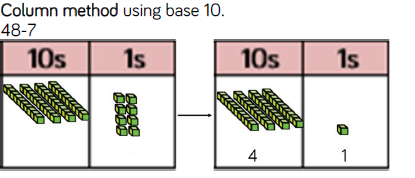 Column method using base 10.
48-7
10s 1s 10s 1s
4 1